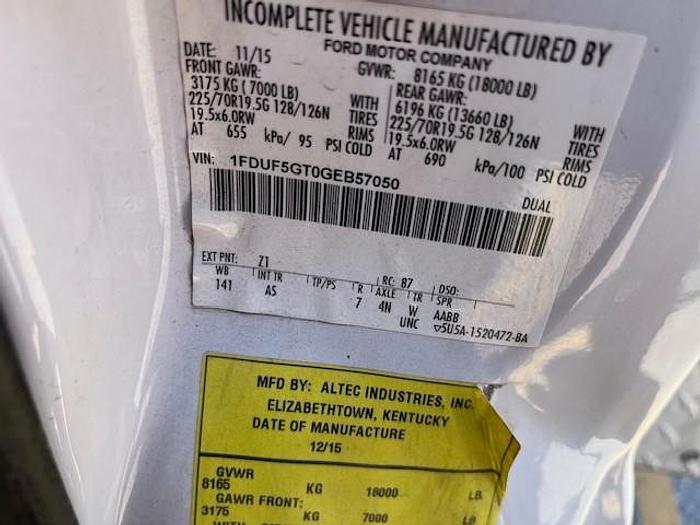 INCOMPLETE VEHICLE MANUFACTURED BY
FORD MOTOR COMPANY
DATE: 11/15 GVWR: 8165 KG (18000 LB)
FRONT GAWR: REAR GAWR:
3175 KG ( 7000 LB) WITH 6196 KG (13660 LB) WITH
225/70R19.5G 128/126N TIRES 225/70R19.5G 128/126N TIRES
19.5x6.0RW RIMS 19.5x6.0RW RIMS
AT 655 kPa/ 95 PSI COLD AT 690 kPa/100 PSI COLD
VIN: 1FDUF5GT0GEB57050
DUAL
EXT PNT: Z1 RC: 87 DSO:
WB INT TR TP/PS R AXLE TR SPR
141 AS 7 4N W AABB
UNC ▽5U5A-1520472-BA
MFD BY: ALTEC INDUSTRIES, INC.
ELIZABETHTOWN, KENTUCKY
DATE OF MANUFACTURE
12/15
GVWR
8165 KG 18000 LB.
GAWR FRONT:
3175 KG 7000 LB
WITH